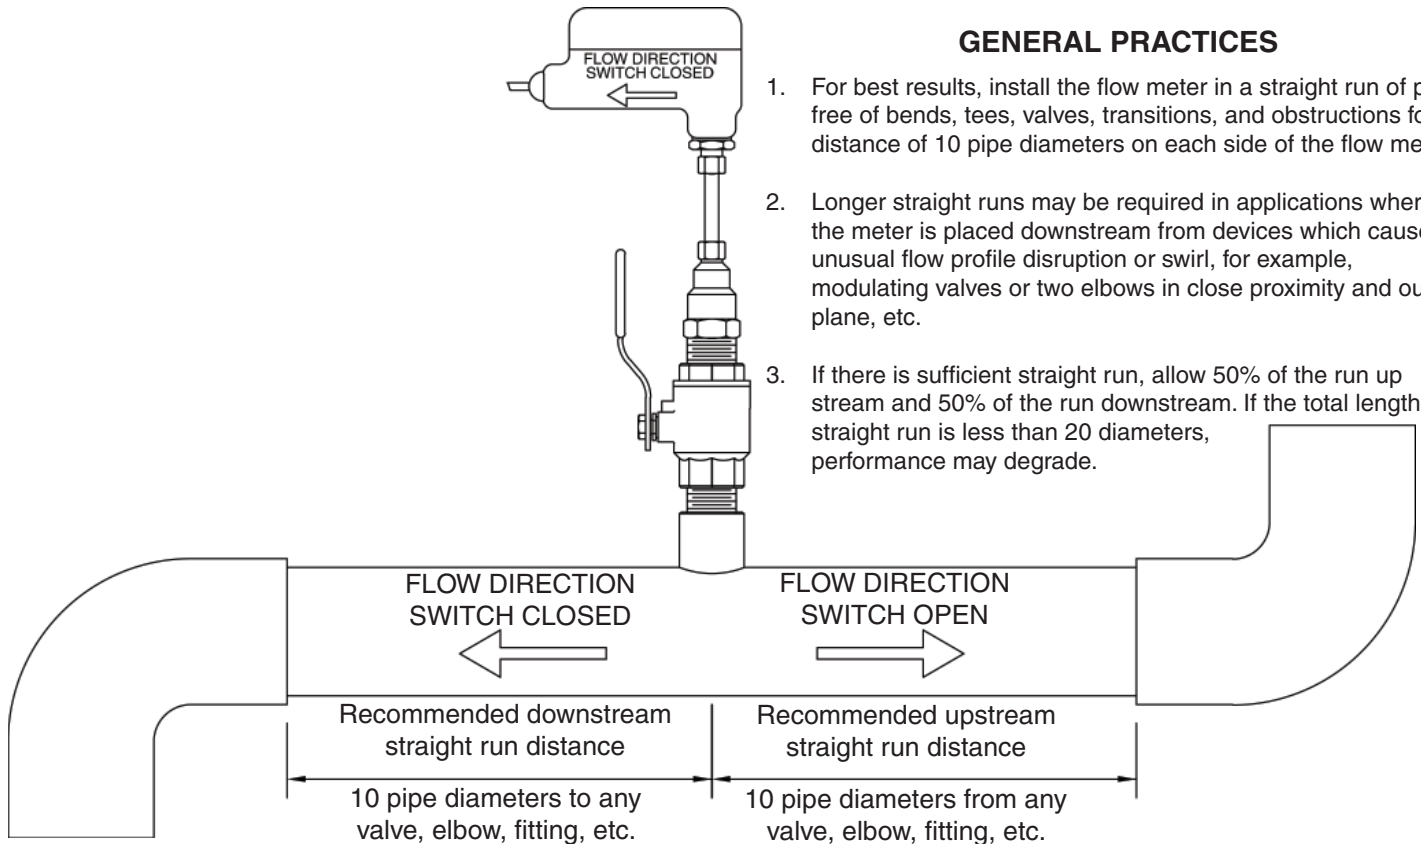 GENERAL PRACTICES
FLOW DIRECTION
SWITCH CLOSED
1. For best results, install the flow meter in a straight run of
free of bends, tees, valves, transitions, and obstructions
distance of 10 pipe diameters on each side of the flow
2. Longer straight runs may be required in applications
the meter is placed downstream from devices which
unusual flow profile disruption or swirl, for example,
modulating valves or two elbows in close proximity and
plane, etc.
3. If there is sufficient straight run, allow 50% of the run up
stream and 50% of the run downstream. If the total length
straight run is less than 20 diameters,
performance may degrade.
FLOW DIRECTION
SWITCH CLOSED
FLOW DIRECTION
SWITCH OPEN
Recommended downstream
straight run distance
Recommended upstream
straight run distance
10 pipe diameters to any
valve, elbow, fitting, etc.
10 pipe diameters from any
valve, elbow, fitting, etc.